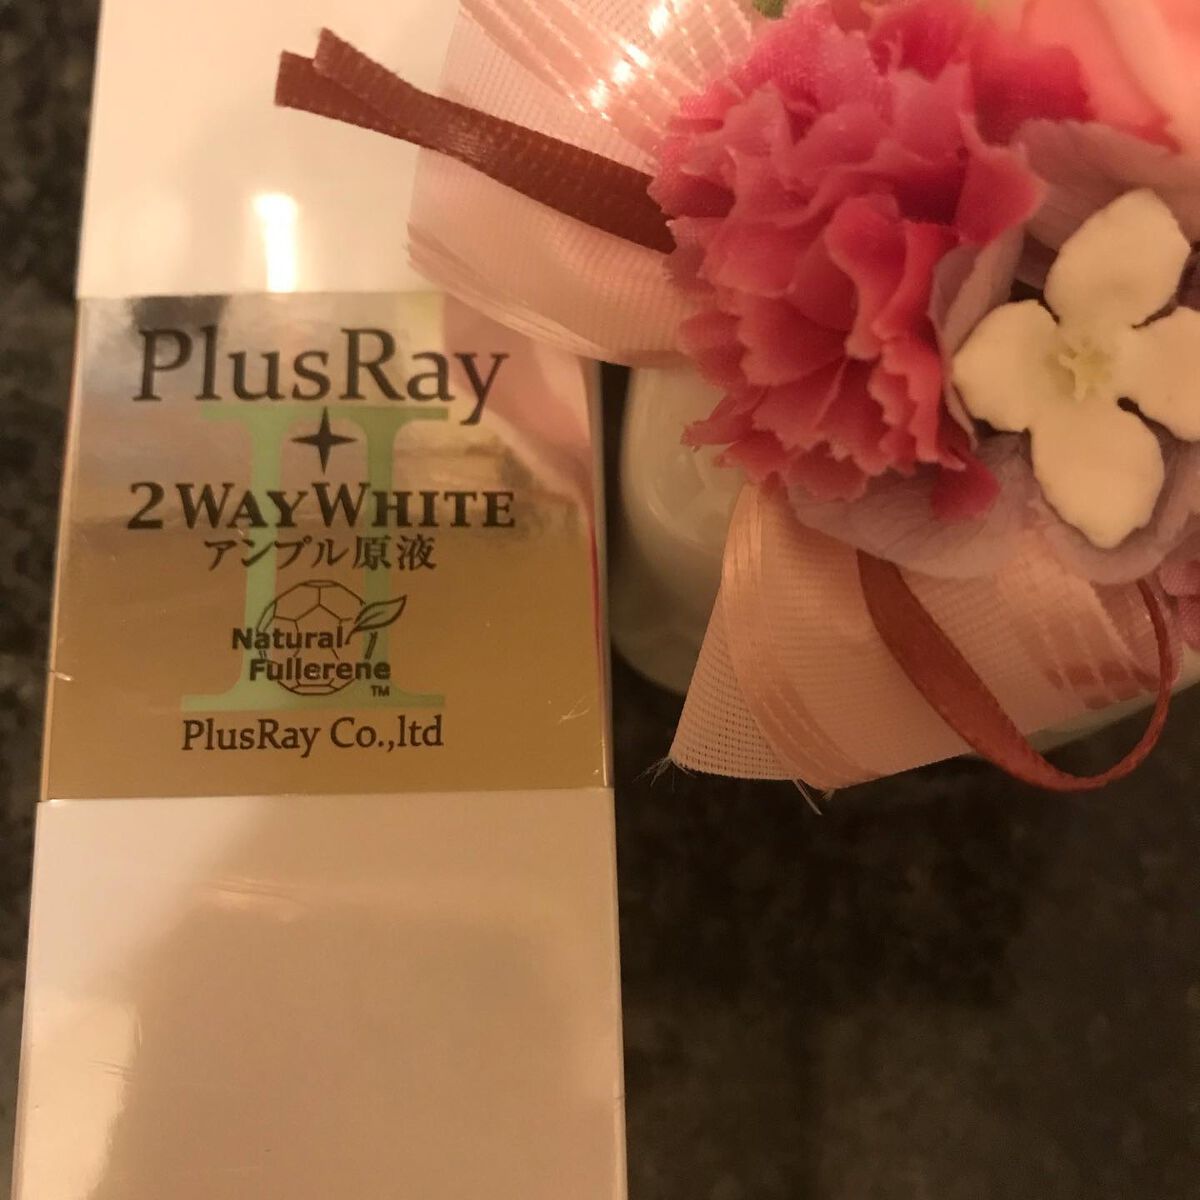 PlusRay
II
2WAYWHITE
アンプル原液
Natural
Fullerene
TM
PlusRay Co.,ltd